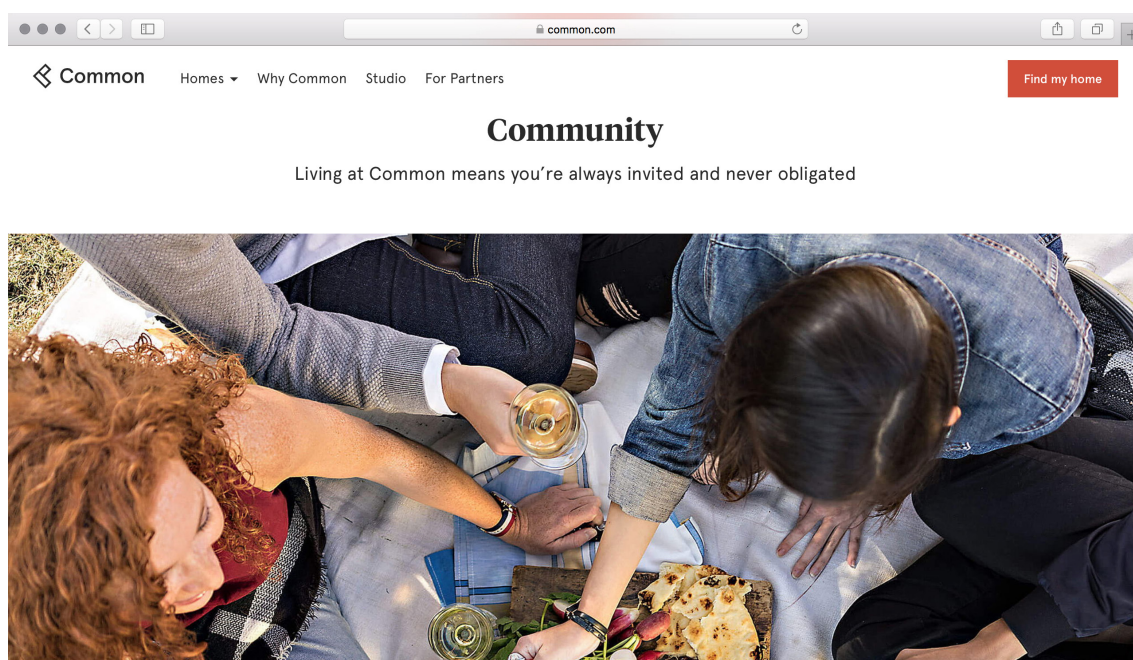 common.com
Common Homes Why Common Studio For Partners Find my home
Community
Living at Common means you’re always invited and never obligated